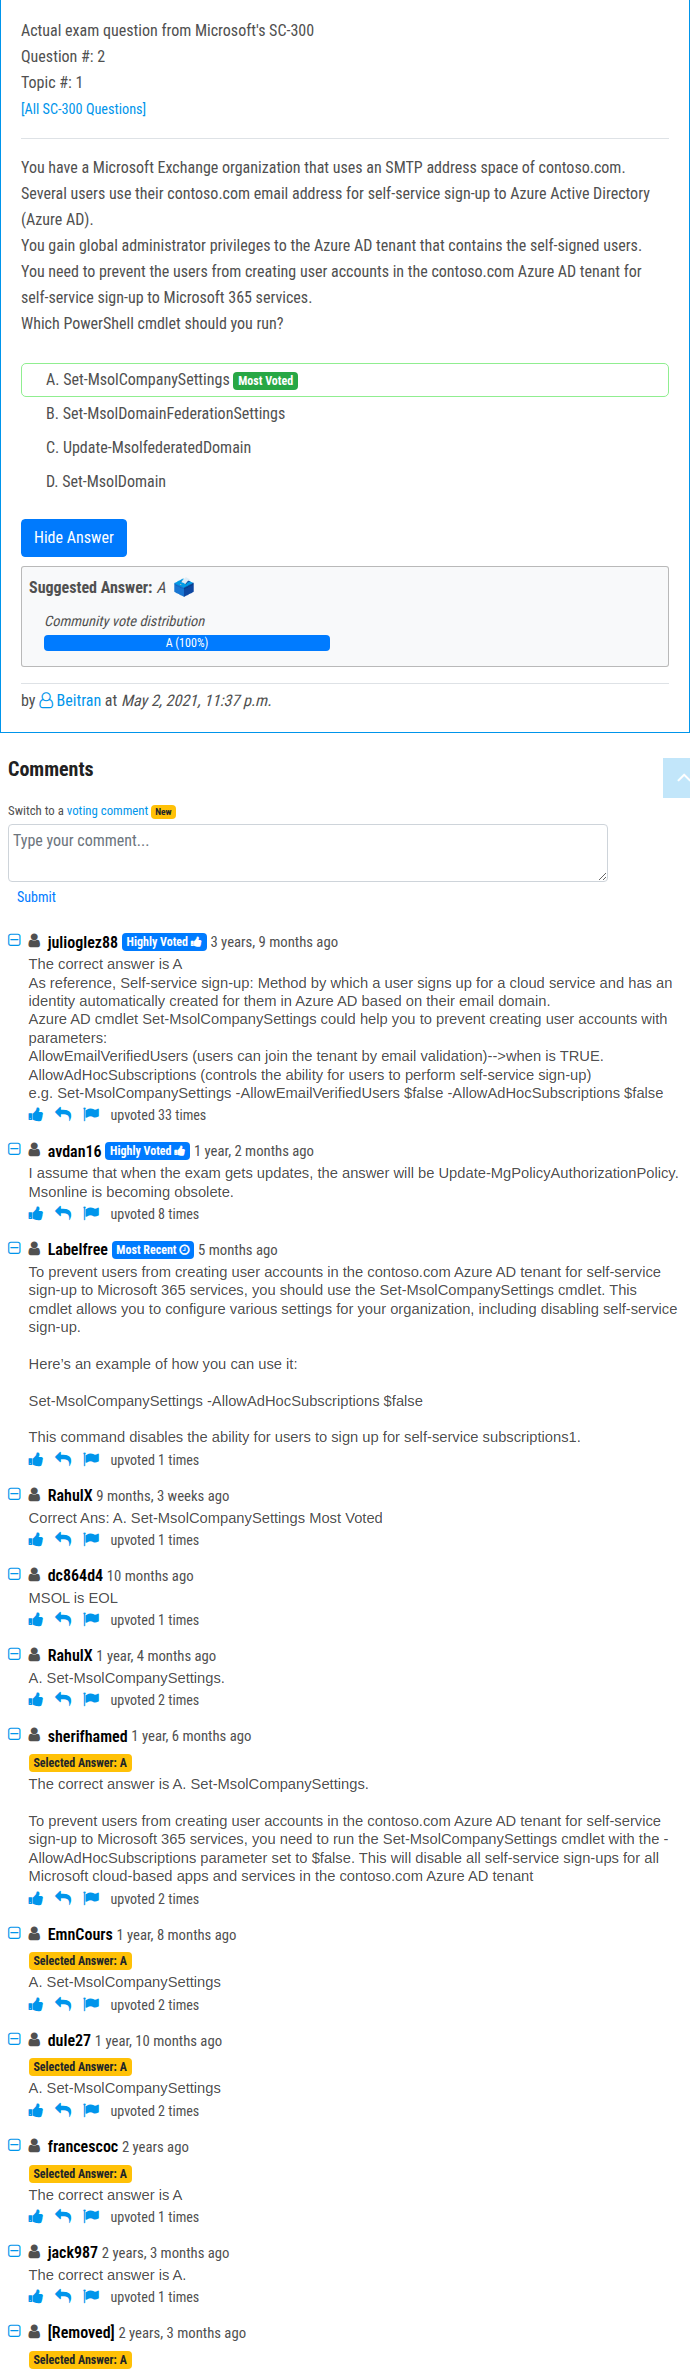 Actual exam question from Microsoft's SC-300
Question #: 2
Topic #: 1
[All SC-300 Questions]
You have a Microsoft Exchange organization that uses an SMTP address space of contoso.com.
Several users use their contoso.com email address for self-service sign-up to Azure Active Directory
(Azure AD).
You gain global administrator privileges to the Azure AD tenant that contains the self-signed users.
You need to prevent the users from creating user accounts in the contoso.com Azure AD tenant for
self-service sign-up to Microsoft 365 services.
Which PowerShell cmdlet should you run?
A. Set-MsolCompanySettings Most Voted
B. Set-MsolDomainFederationSettings
C. Update-MsolfederatedDomain
D. Set-MsolDomain
Hide Answer
Suggested Answer: A
Community vote distribution
A (100%)
by Beitran at May 2, 2021, 11:37 p.m.
Comments
Switch to a voting comment New
Type your comment...
Submit
julioglez88 Highly Voted 3 years, 9 months ago
The correct answer is A
As reference, Self-service sign-up: Method by which a user signs up for a cloud service and has an
identity automatically created for them in Azure AD based on their email domain.
Azure AD cmdlet Set-MsolCompanySettings could help you to prevent creating user accounts with
parameters:
AllowEmailVerifiedUsers (users can join the tenant by email validation)-->when is TRUE.
AllowAdHocSubscriptions (controls the ability for users to perform self-service sign-up)
e.g. Set-MsolCompanySettings -AllowEmailVerifiedUsers $false -AllowAdHocSubscriptions $false
upvoted 33 times
avdan16 Highly Voted 1 year, 2 months ago
I assume that when the exam gets updates, the answer will be Update-MgPolicyAuthorizationPolicy.
Msonline is becoming obsolete.
upvoted 8 times
Labelfree Most Recent 5 months ago
To prevent users from creating user accounts in the contoso.com Azure AD tenant for self-service
sign-up to Microsoft 365 services, you should use the Set-MsolCompanySettings cmdlet. This
cmdlet allows you to configure various settings for your organization, including disabling self-service
sign-up.
Here’s an example of how you can use it:
Set-MsolCompanySettings -AllowAdHocSubscriptions $false
This command disables the ability for users to sign up for self-service subscriptions1.
upvoted 1 times
RahulX 9 months, 3 weeks ago
Correct Ans: A. Set-MsolCompanySettings Most Voted
upvoted 1 times
dc864d4 10 months ago
MSOL is EOL
upvoted 1 times
RahulX 1 year, 4 months ago
A. Set-MsolCompanySettings.
upvoted 2 times
sherifhamed 1 year, 6 months ago
Selected Answer: A
The correct answer is A. Set-MsolCompanySettings.
To prevent users from creating user accounts in the contoso.com Azure AD tenant for self-service
sign-up to Microsoft 365 services, you need to run the Set-MsolCompanySettings cmdlet with the -
AllowAdHocSubscriptions parameter set to $false. This will disable all self-service sign-ups for all
Microsoft cloud-based apps and services in the contoso.com Azure AD tenant
upvoted 2 times
EmnCours 1 year, 8 months ago
Selected Answer: A
A. Set-MsolCompanySettings
upvoted 2 times
dule27 1 year, 10 months ago
Selected Answer: A
A. Set-MsolCompanySettings
upvoted 2 times
francescoc 2 years ago
Selected Answer: A
The correct answer is A
upvoted 1 times
jack987 2 years, 3 months ago
The correct answer is A.
upvoted 1 times
[Removed] 2 years, 3 months ago
Selected Answer: A